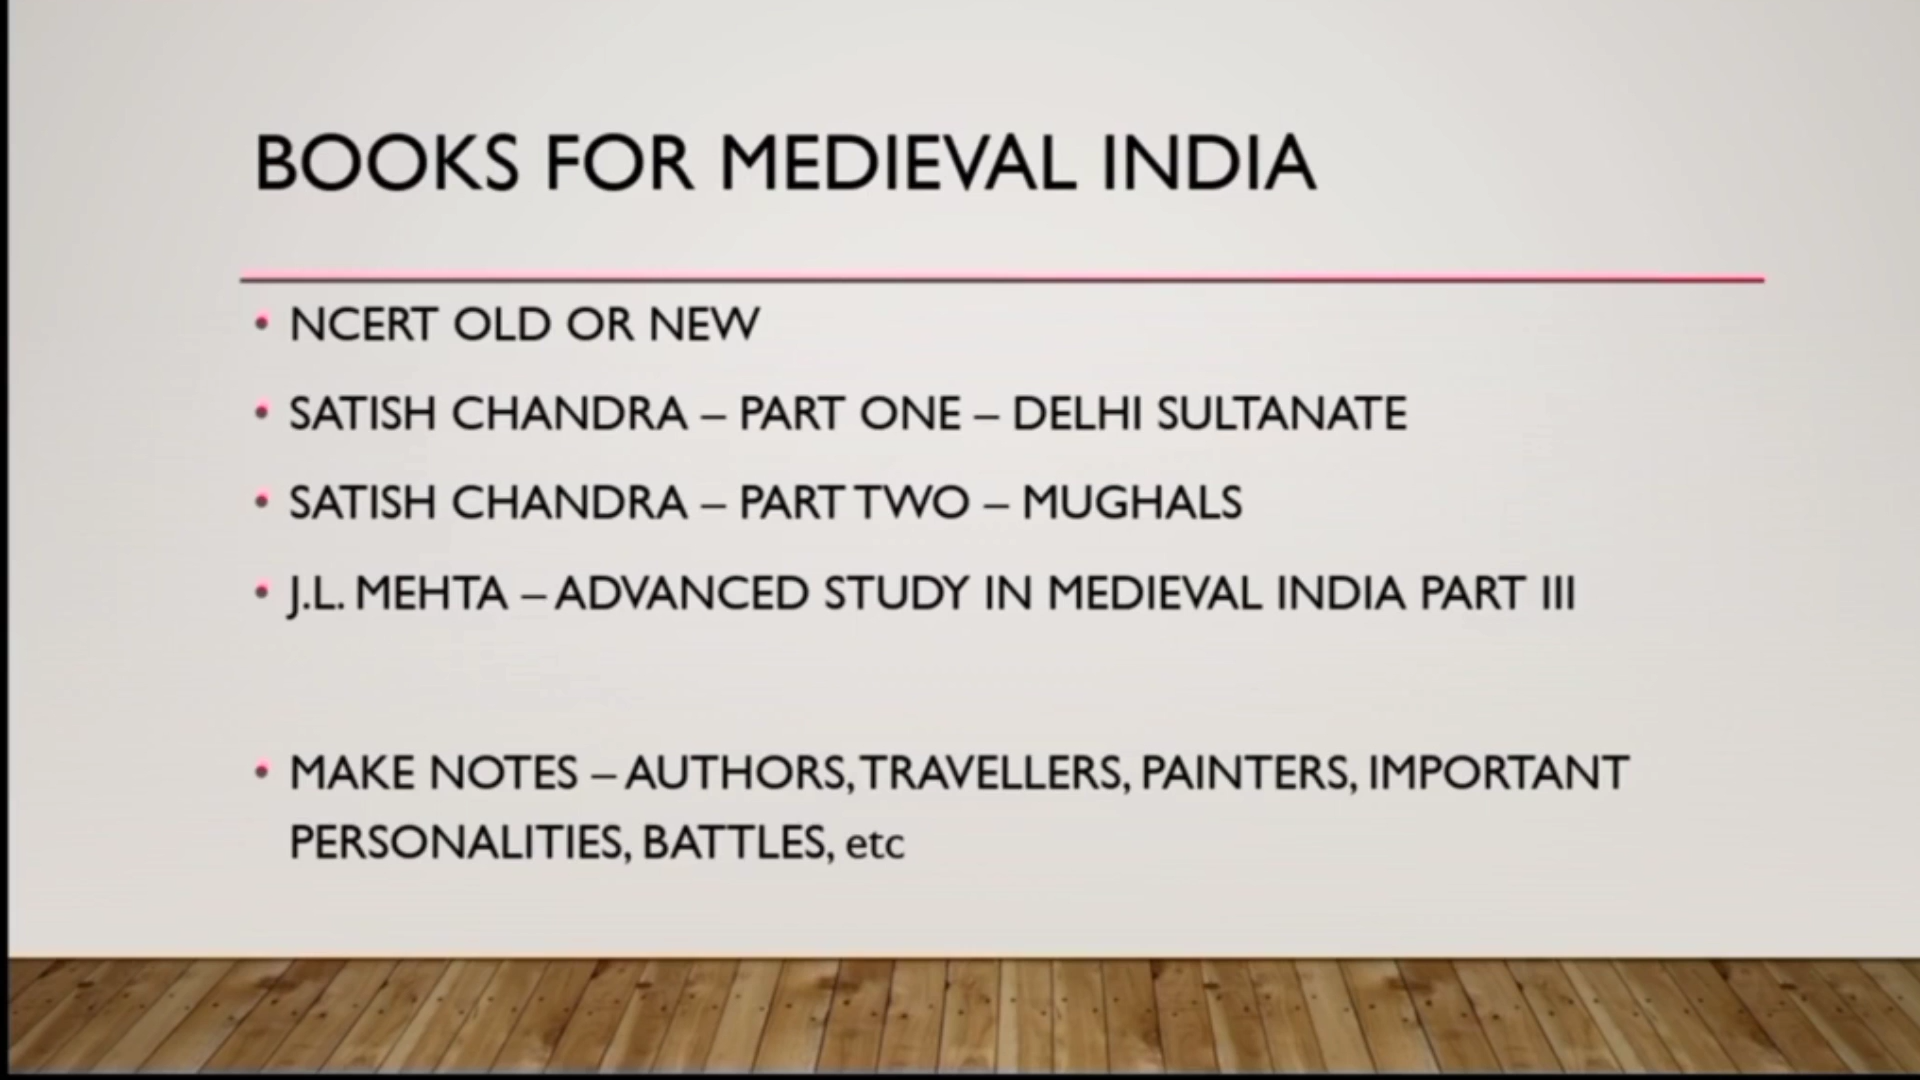 BOOKS FOR MEDIEVAL INDIA
• NCERT OLD OR NEW
• SATISH CHANDRA – PART ONE – DELHI SULTANATE
• SATISH CHANDRA – PART TWO – MUGHALS
• J.L. MEHTA – ADVANCED STUDY IN MEDIEVAL INDIA PART III
• MAKE NOTES – AUTHORS, TRAVELLERS, PAINTERS, IMPORTANT
PERSONALITIES, BATTLES, etc